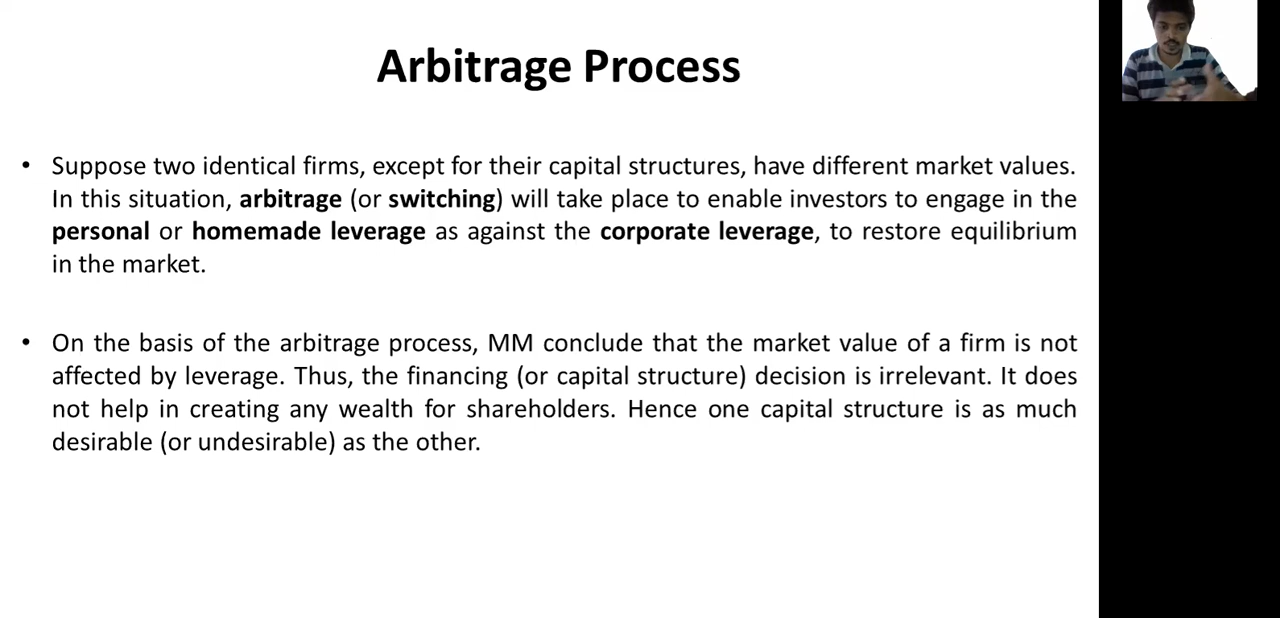 Arbitrage Process
• Suppose two identical firms, except for their capital structures, have different market values.
In this situation, arbitrage (or switching) will take place to enable investors to engage in the
personal or homemade leverage as against the corporate leverage, to restore equilibrium
in the market.
• On the basis of the arbitrage process, MM conclude that the market value of a firm is not
affected by leverage. Thus, the financing (or capital structure) decision is irrelevant. It does
not help in creating any wealth for shareholders. Hence one capital structure is as much
desirable (or undesirable) as the other.